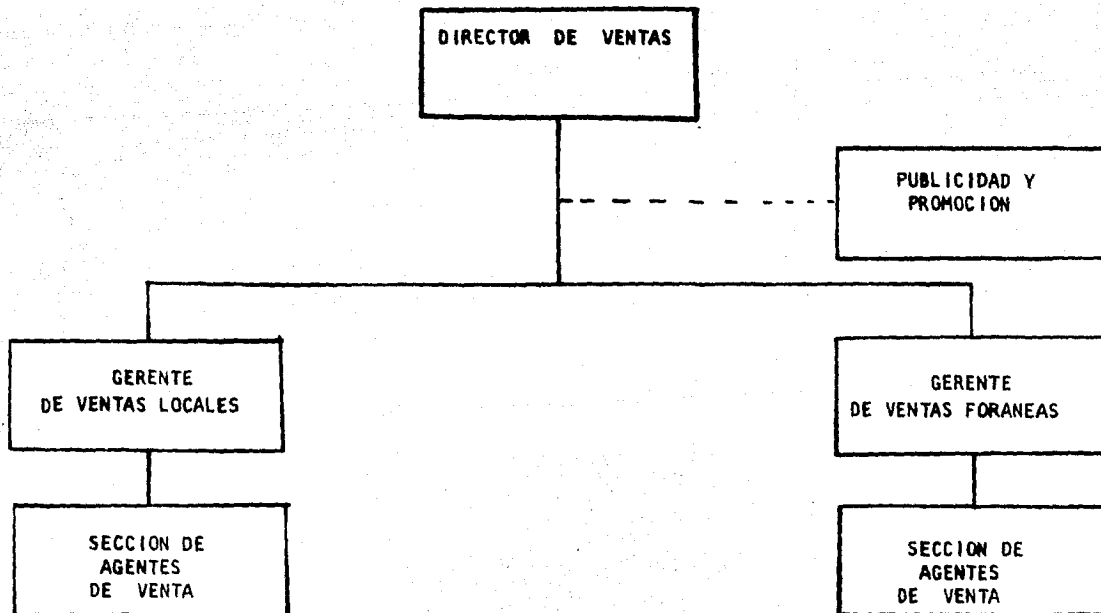 DIRECTOR DE VENTAS
PUBLICIDAD Y
PROMOCION
GERENTE
DE VENTAS LOCALES
GERENTE
DE VENTAS FORANEAS
SECCION DE
AGENTES
DE VENTA
SECCION DE
AGENTES
DE VENTA